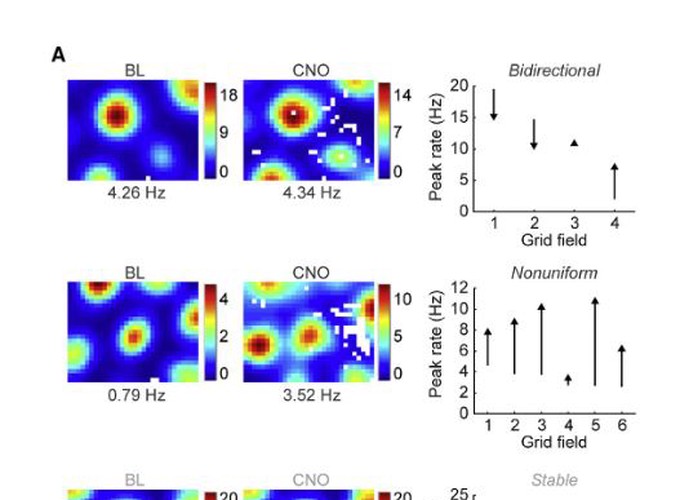 A
BL
CNO
Bidirectional
18
9
0
14
7
0
Peak rate (Hz)
20
15
10
5
0
1 2 3 4
Grid field
4.26 Hz
4.34 Hz
BL
CNO
Nonuniform
4
2
0
10
5
0
Peak rate (Hz)
12
10
8
6
4
2
0
1 2 3 4 5 6
Grid field
0.79 Hz
3.52 Hz
BL
CNO
Stable
20
20
25